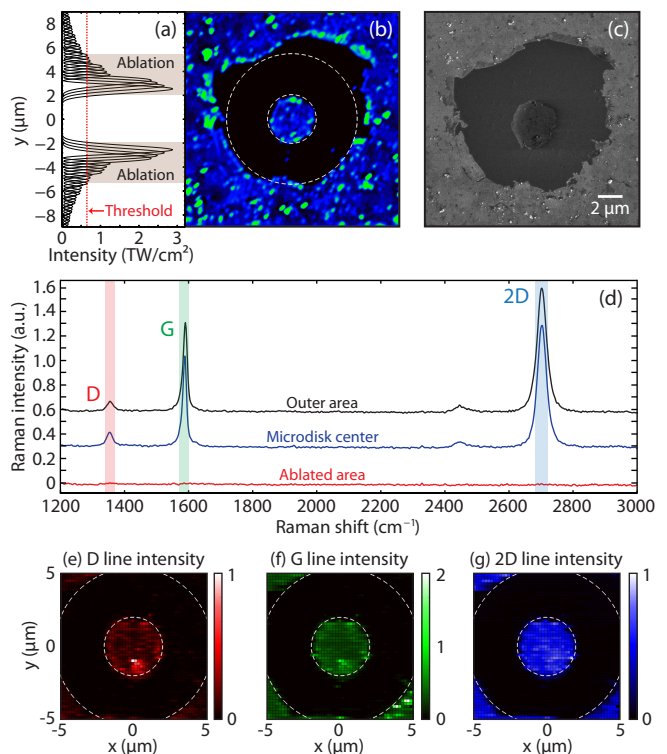 (a)
(b)
(c)
8
6
4
2
0
−2
−4
−6
−8
y (μm)
Ablation
Ablation
←Threshold
0 1 2 3
Intensity (TW/cm²)
2 μm
(d)
1.6
1.4
1.2
1.0
0.8
0.6
0.4
0.2
0
Raman intensity (a.u.)
D
G
2D
Outer area
Microdisk center
Ablated area
1200 1400 1600 1800 2000 2200 2400 2600 2800 3000
Raman shift (cm⁻¹)
(e) D line intensity
(f) G line intensity
(g) 2D line intensity
5
0
-5
y (μm)
1
0
2
1
0
1
0
-5 0 5
-5 0 5
-5 0 5
x (μm)
x (μm)
x (μm)